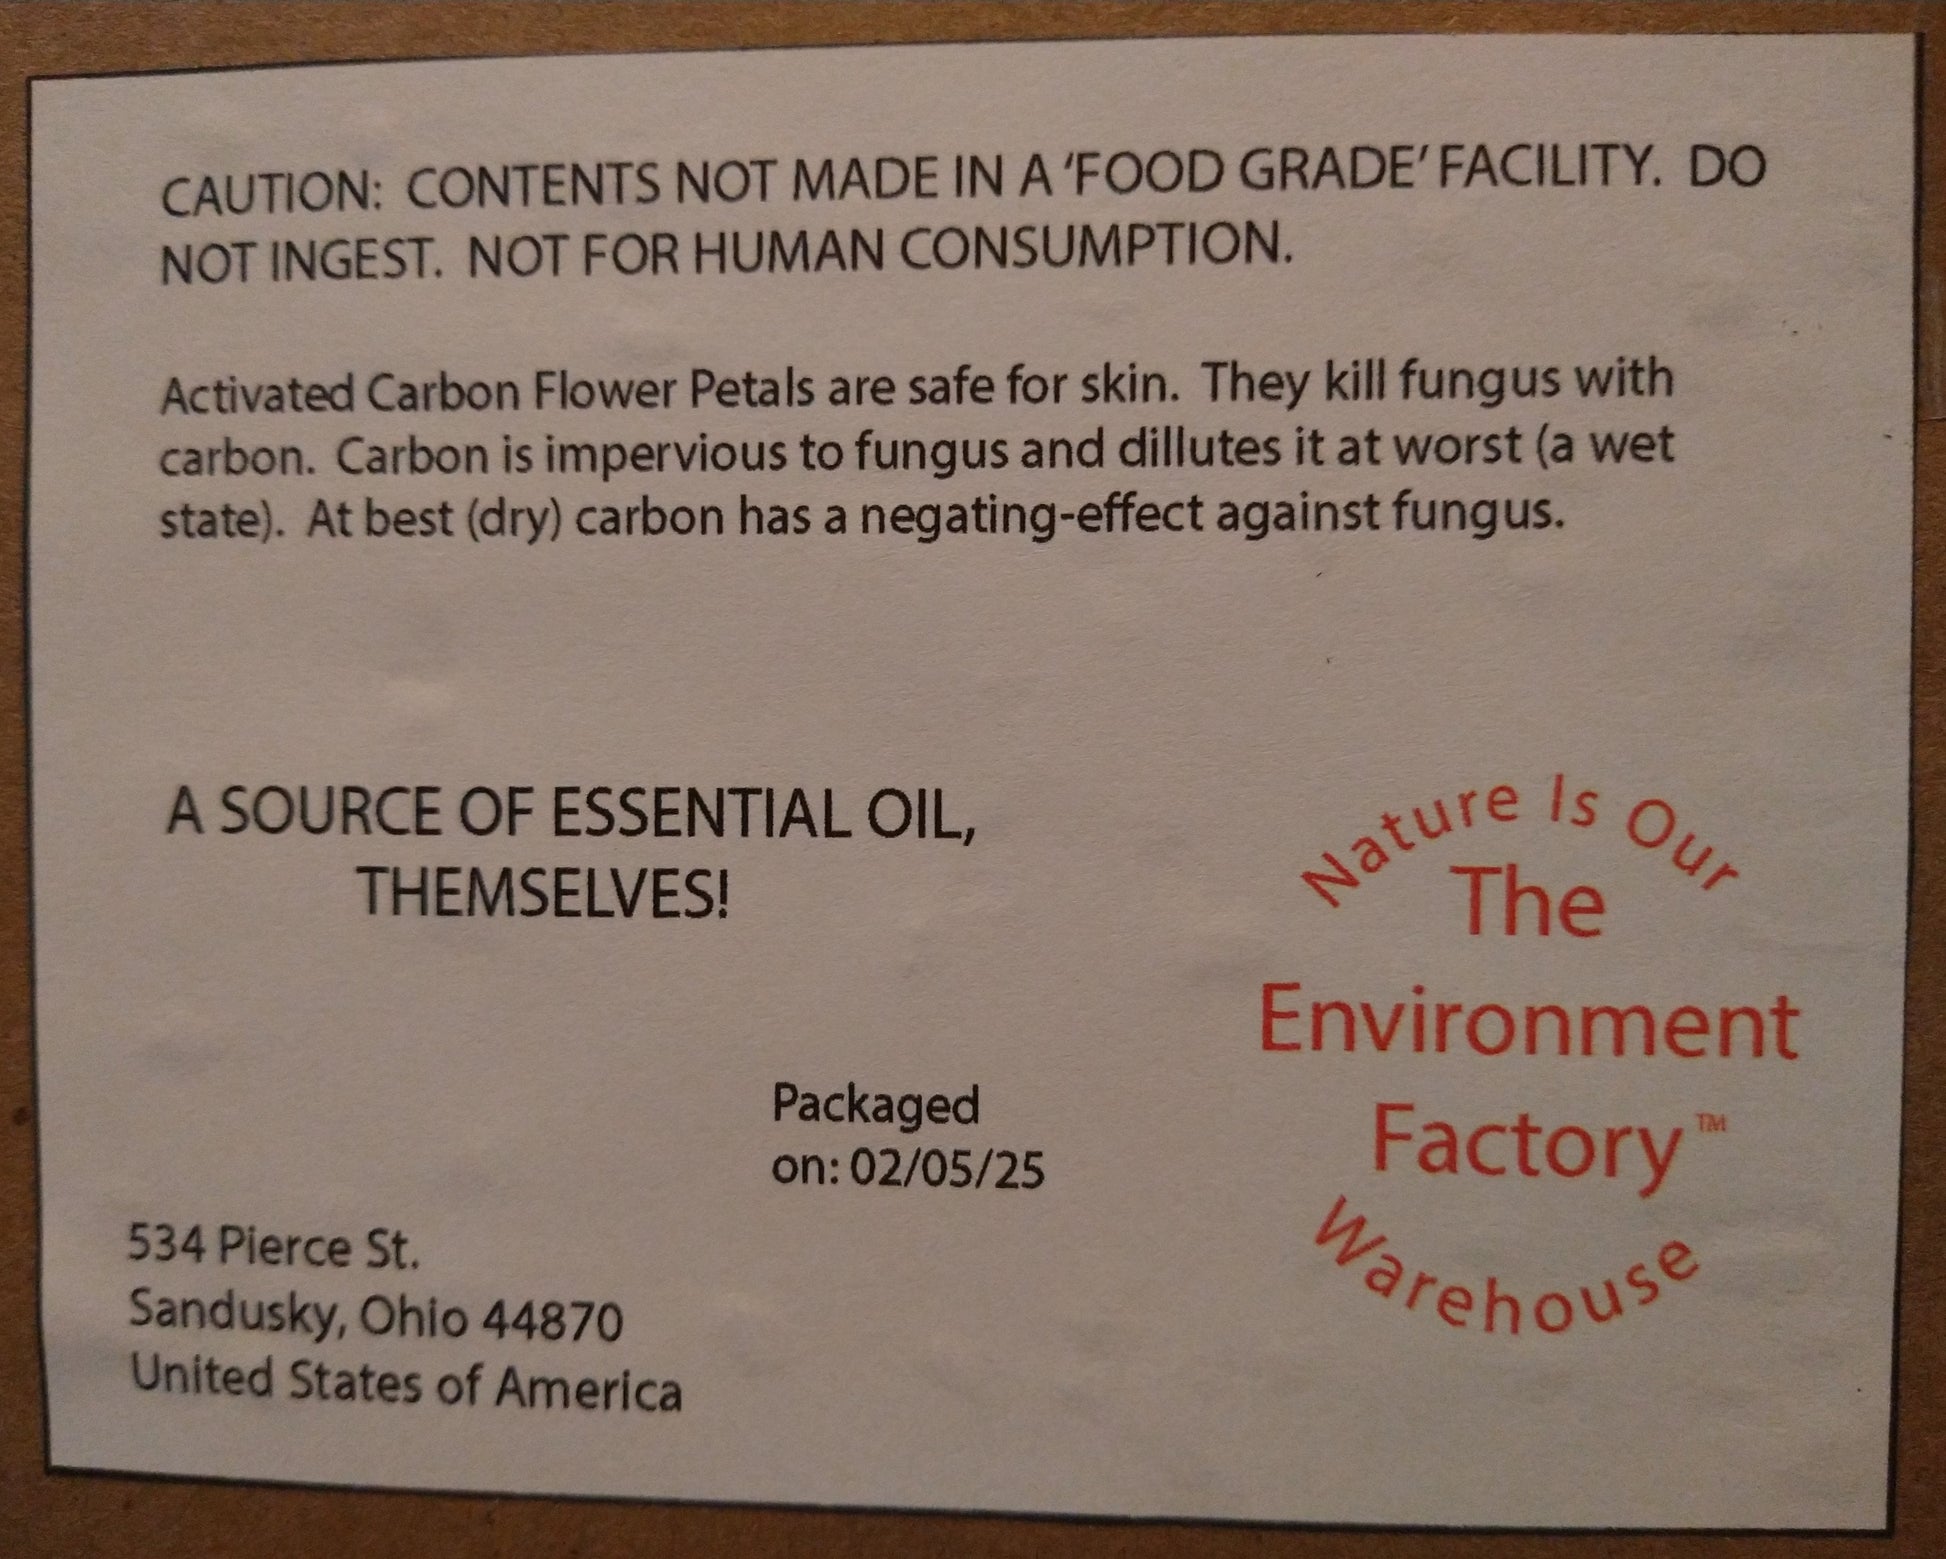 CAUTION: CONTENTS NOT MADE IN A 'FOOD GRADE' FACILITY. DO
NOT INGEST. NOT FOR HUMAN CONSUMPTION.
Activated Carbon Flower Petals are safe for skin. They kill fungus with
carbon. Carbon is impervious to fungus and dillutes it at worst (a wet
state). At best (dry) carbon has a negating-effect against fungus.
A SOURCE OF ESSENTIAL OIL,
THEMSELVES!
Nature Is Our
The
Environment
Factory™
Warehouse
Packaged
on: 02/05/25
534 Pierce St.
Sandusky, Ohio 44870
United States of America